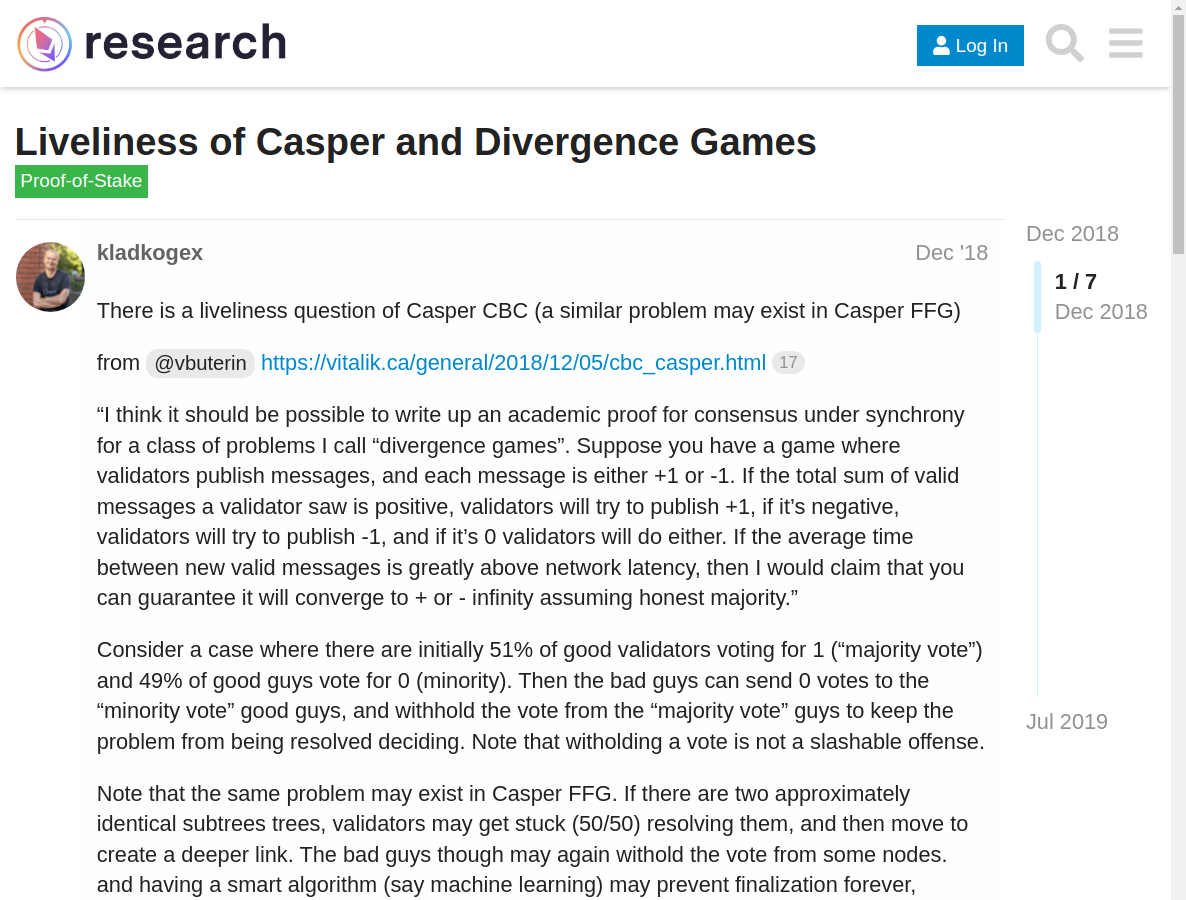 research
Log In
Liveliness of Casper and Divergence Games
Proof-of-Stake
kladkogex
Dec '18
There is a liveliness question of Casper CBC (a similar problem may exist in Casper FFG)
from @vbuterin https://vitalik.ca/general/2018/12/05/cbc_casper.html 17
“I think it should be possible to write up an academic proof for consensus under synchrony
for a class of problems I call “divergence games”. Suppose you have a game where
validators publish messages, and each message is either +1 or -1. If the total sum of valid
messages a validator saw is positive, validators will try to publish +1, if it’s negative,
validators will try to publish -1, and if it’s 0 validators will do either. If the average time
between new valid messages is greatly above network latency, then I would claim that you
can guarantee it will converge to + or - infinity assuming honest majority.”
Consider a case where there are initially 51% of good validators voting for 1 (“majority vote”)
and 49% of good guys vote for 0 (minority). Then the bad guys can send 0 votes to the
“minority vote” good guys, and withhold the vote from the “majority vote” guys to keep the
problem from being resolved deciding. Note that witholding a vote is not a slashable offense.
Note that the same problem may exist in Casper FFG. If there are two approximately
identical subtrees trees, validators may get stuck (50/50) resolving them, and then move to
create a deeper link. The bad guys though may again withold the vote from some nodes.
and having a smart algorithm (say machine learning) may prevent finalization forever,
Dec 2018
1 / 7
Dec 2018
Jul 2019